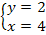 y = 2
x = 4